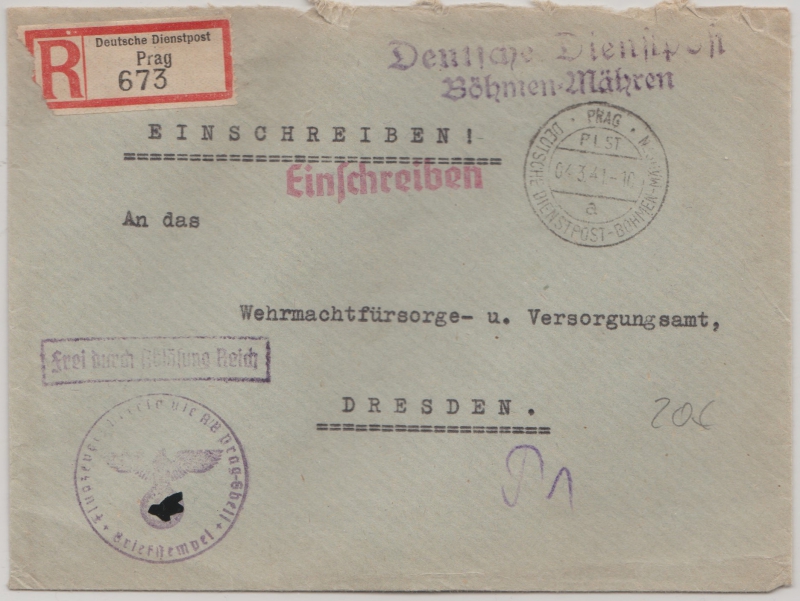 Deutsche Dienstpost
Prag
R 673
Deutsche Dienstpost
Böhmen-Mähren
EINSCHREIBEN!
Einschreiben
PRAG
04.3.41-10
a
DEUTSCHE DIENSTPOST-BÖHMEN-MÄHREN
An das
Wehrmachtfürsorge- u. Versorgungsamt,
Frei durch Ablösung Reich
DRESDEN.
20€
Briefstempel